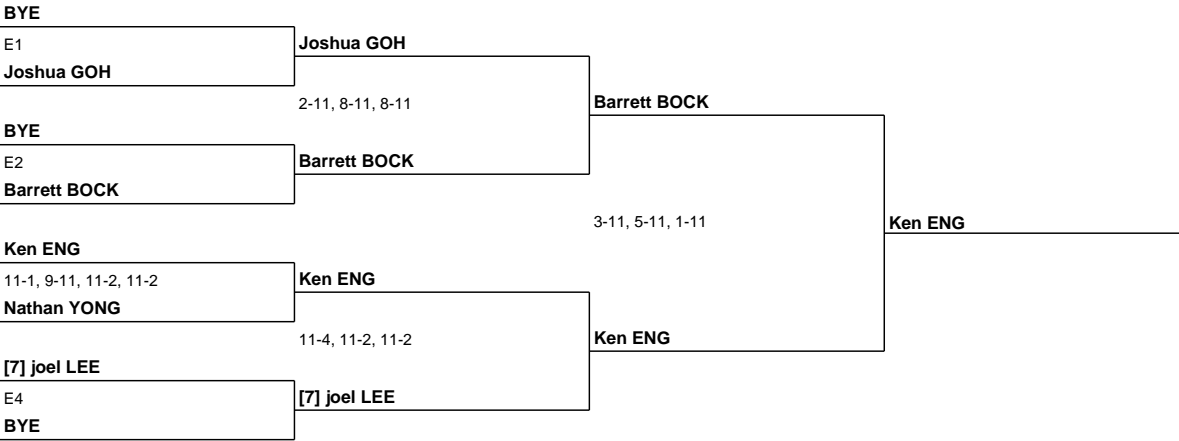 BYE
E1
Joshua GOH
Joshua GOH
2-11, 8-11, 8-11
BYE
E2
Barrett BOCK
Barrett BOCK
Barrett BOCK
3-11, 5-11, 1-11
Ken ENG
Ken ENG
11-1, 9-11, 11-2, 11-2
Nathan YONG
Ken ENG
11-4, 11-2, 11-2
Ken ENG
[7] joel LEE
E4
BYE
[7] joel LEE